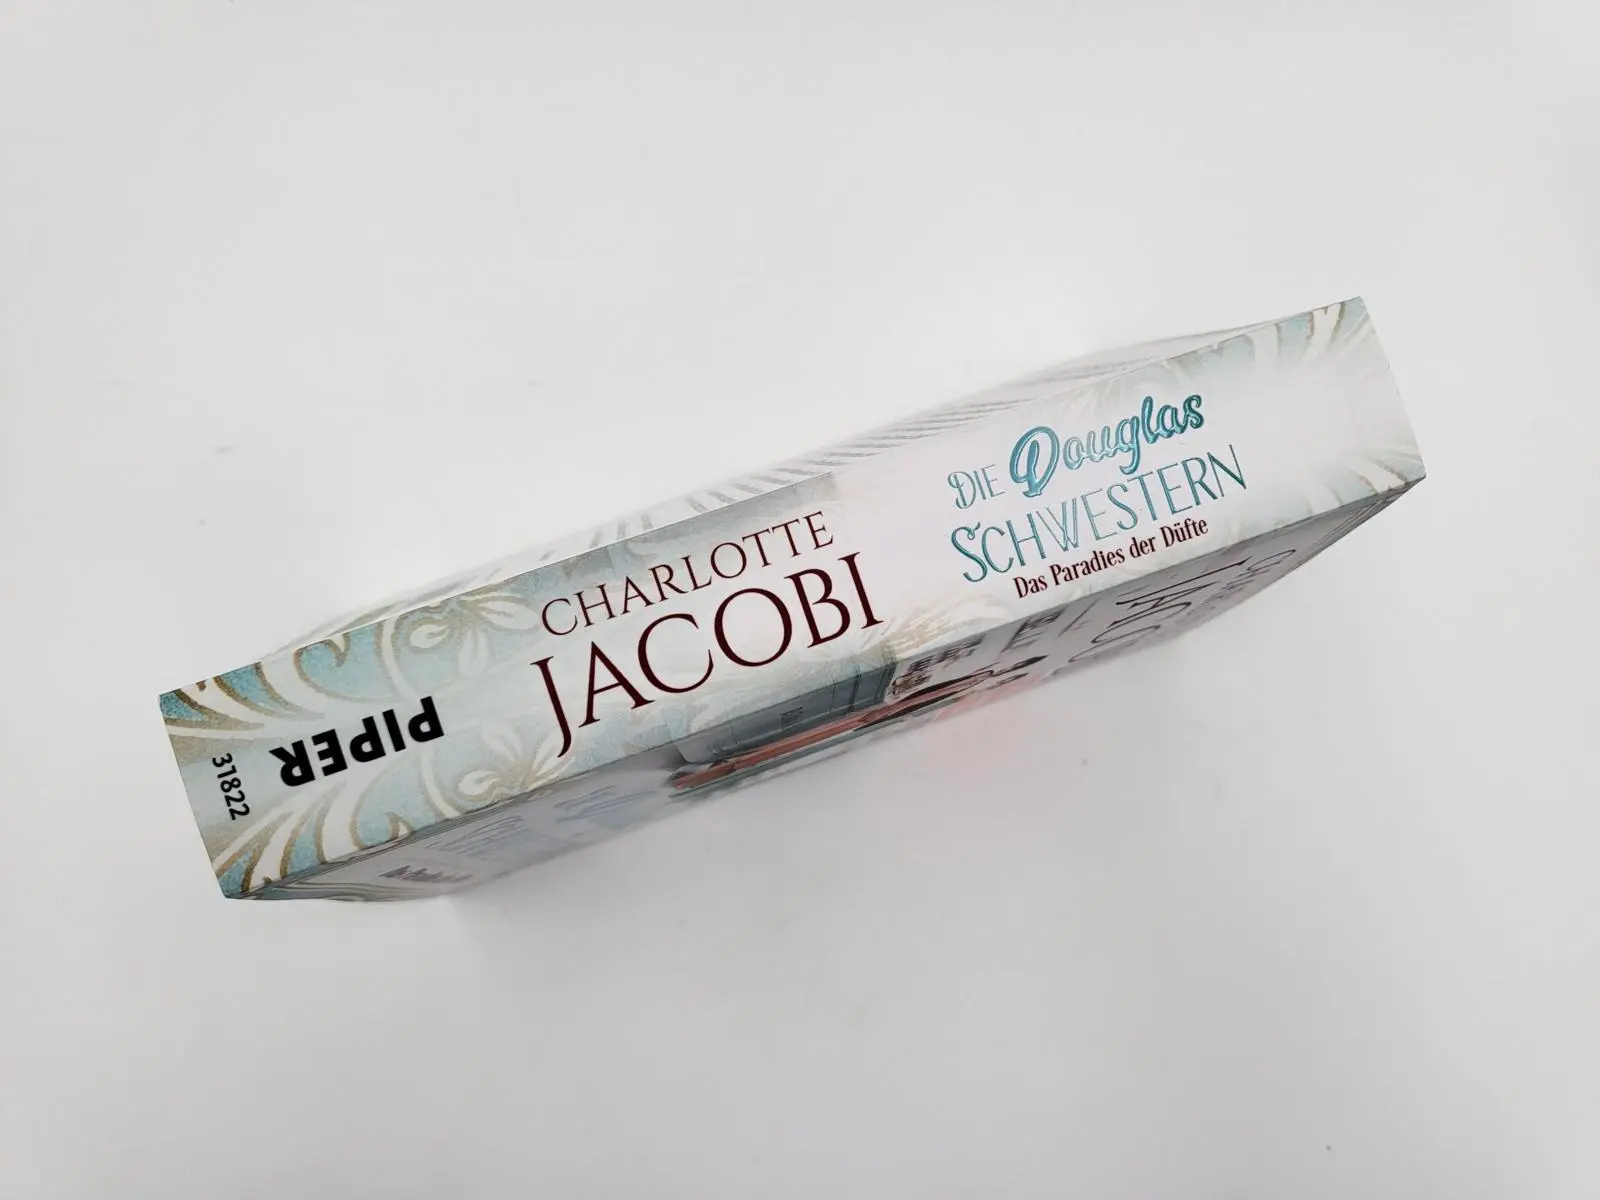 CHARLOTTE
JACOBI
DIE Douglas
SCHWESTERN
Das Paradies der Düfte
PIPER
31822